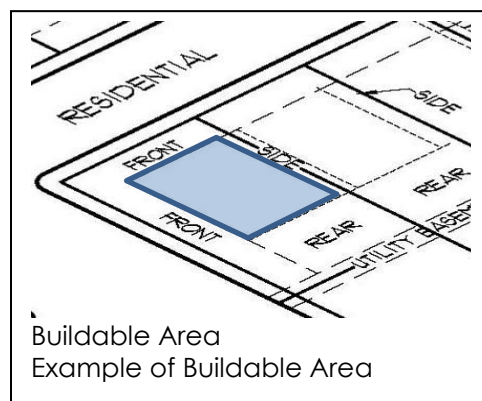 RESIDENTIAL
SIDE
FRONT
SIDE
REAR
FRONT
REAR
UTILITY EASEMENT
Buildable Area
Example of Buildable Area